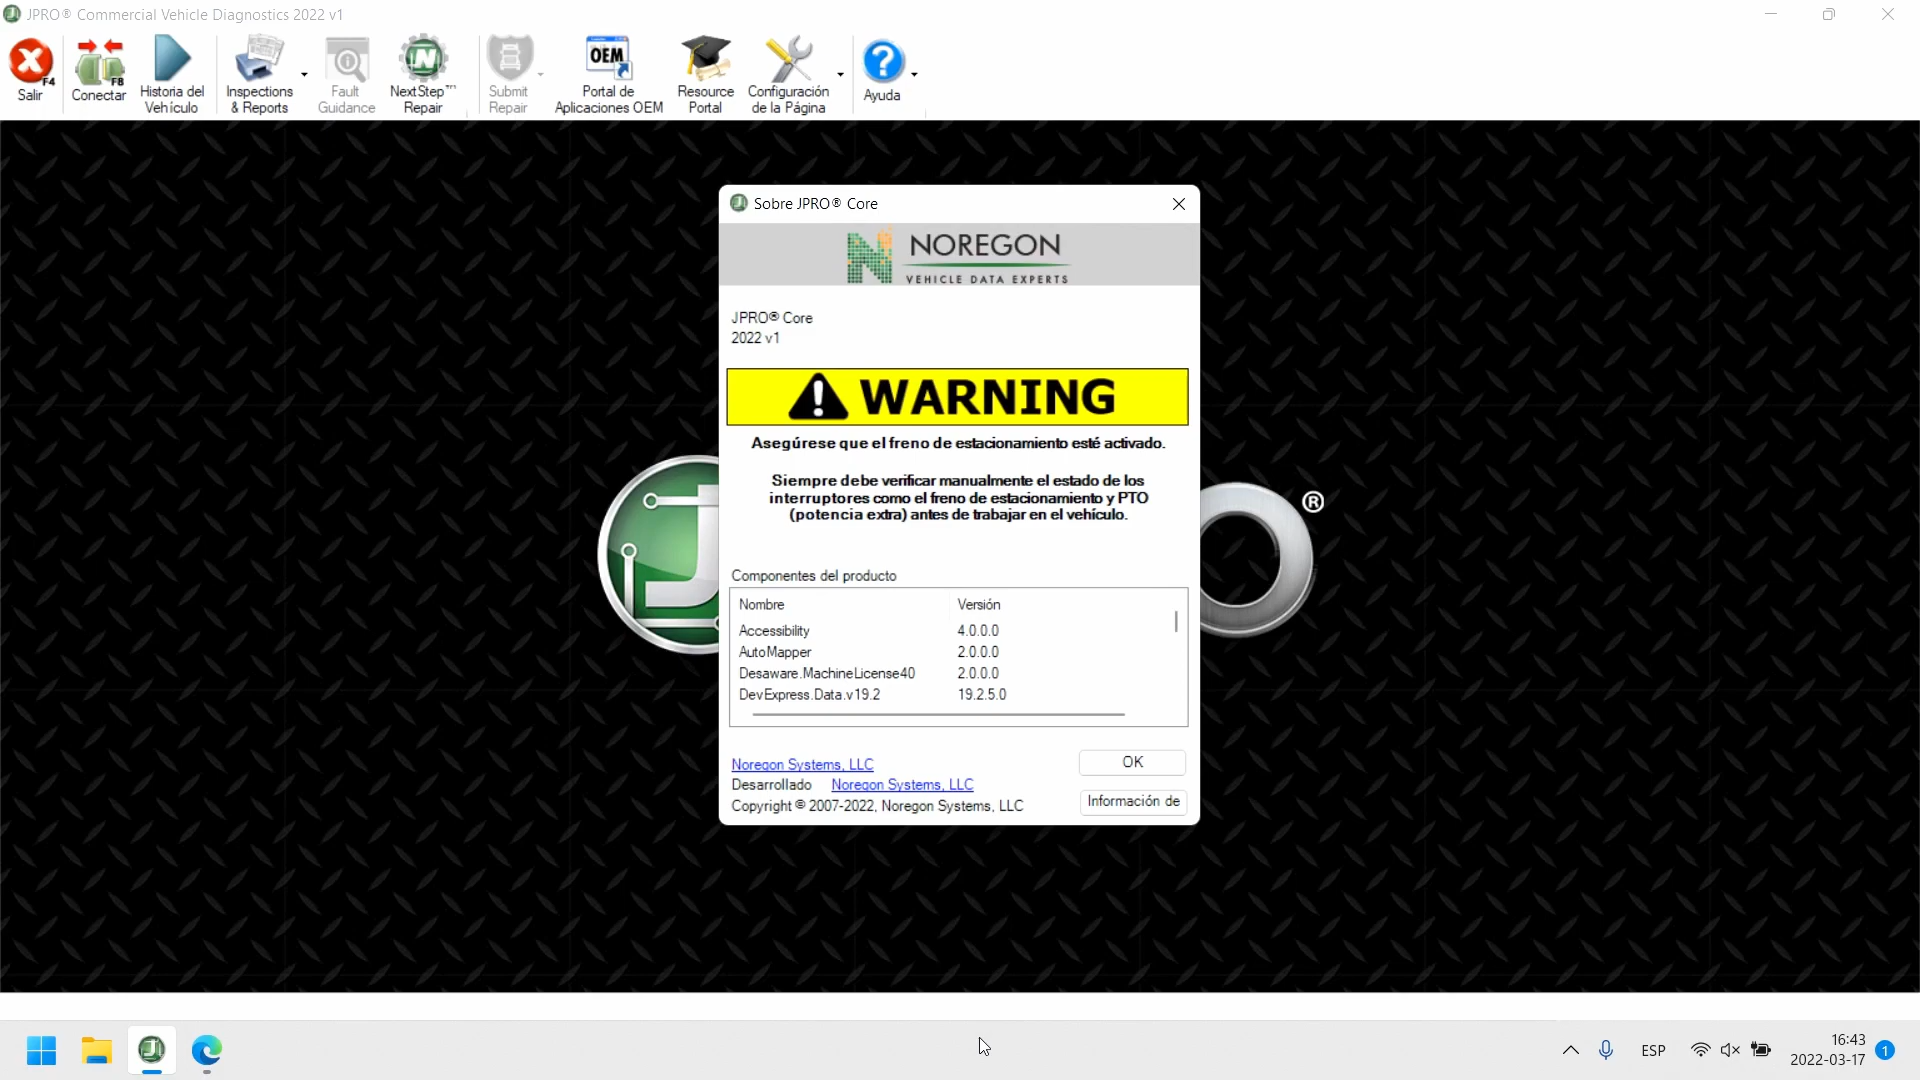 JPRO® Commercial Vehicle Diagnostics 2022 v1
F4
Salir
F8
Conectar
Historia del
Vehículo
Inspections
& Reports
Fault
Guidance
N
NextStep™
Repair
Submit
Repair
OEM
Portal de
Aplicaciones OEM
Resource
Portal
Configuración
de la Página
?
Ayuda
Sobre JPRO® Core
NOREGON
VEHICLE DATA EXPERTS
JPRO® Core
2022 v1
WARNING
Asegúrese que el freno de estacionamiento esté activado.
Siempre debe verificar manualmente el estado de los
interruptores como el freno de estacionamiento y PTO
(potencia extra) antes de trabajar en el vehículo.
J
O®
Componentes del producto
Nombre Versión
Accessibility 4.0.0.0
AutoMapper 2.0.0.0
Desaware.MachineLicense40 2.0.0.0
DevExpress.Data.v19.2 19.2.5.0
Noregon Systems, LLC
OK
Desarrollado Noregon Systems, LLC
Copyright © 2007-2022, Noregon Systems, LLC
Información de
ESP
16:43
2022-03-17
1